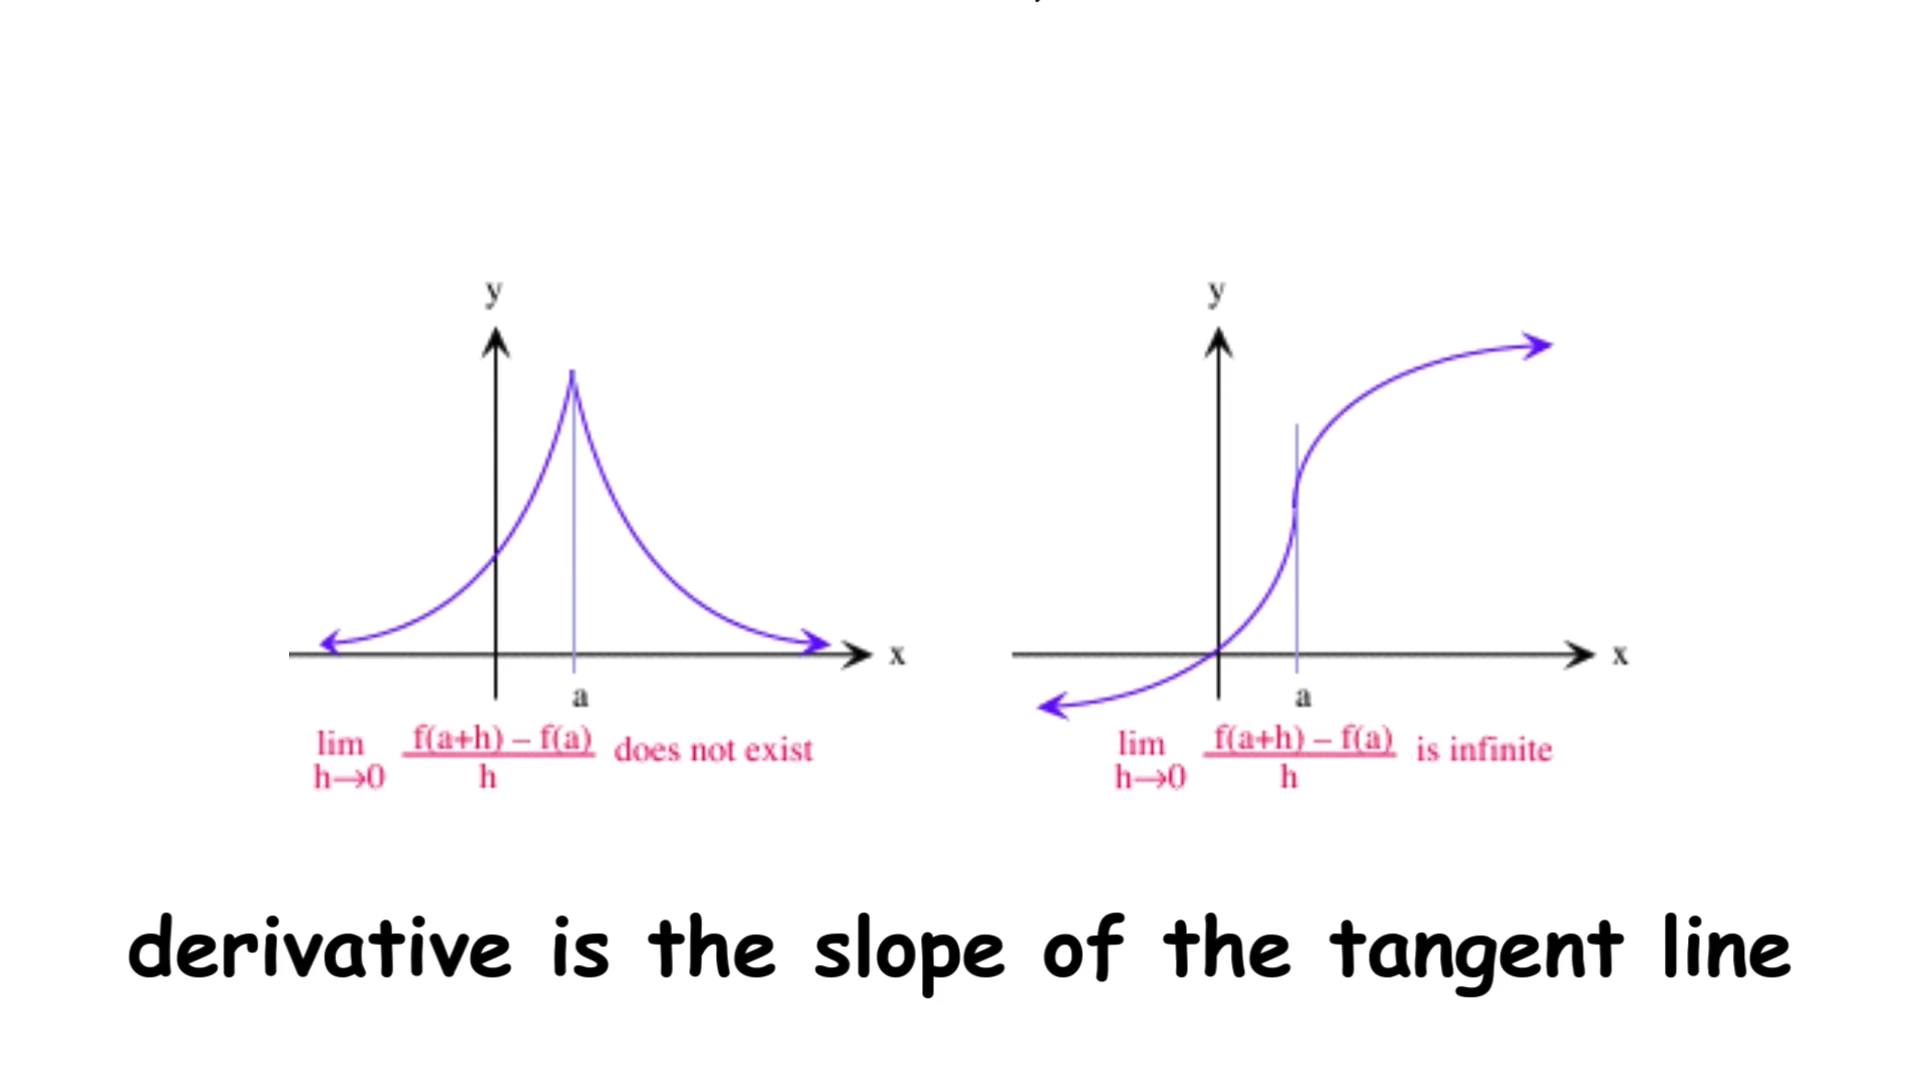 y
y
x
x
a
a
lim h→0 f(a+h) – f(a) / h does not exist
lim h→0 f(a+h) – f(a) / h is infinite
derivative is the slope of the tangent line